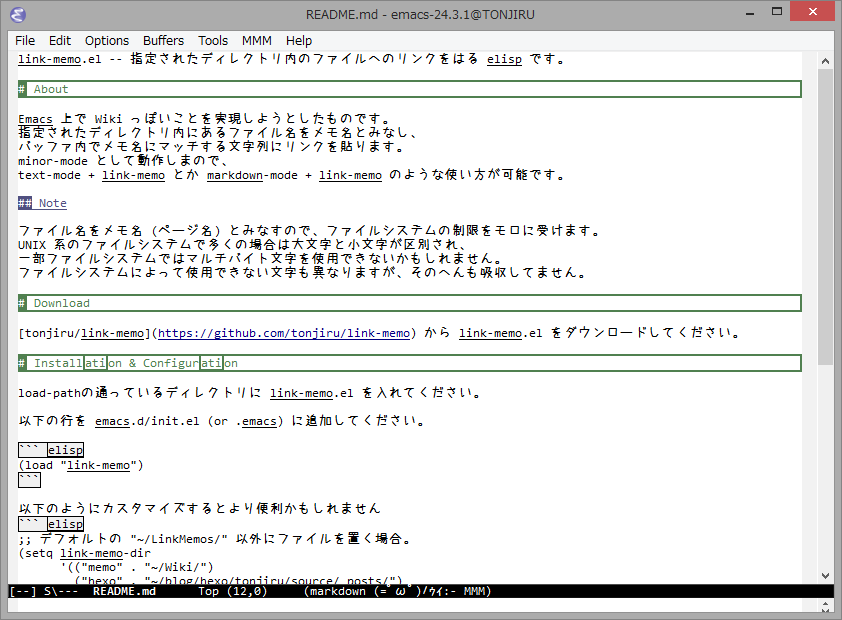 README.md - emacs-24.3.1@TONJIRU
File Edit Options Buffers Tools MMM Help
link-memo.el -- 指定されたディレクトリ内のファイルへのリンクをはる elisp です。
# About
Emacs 上で Wiki っぽいことを実現しようとしたものです。
指定されたディレクトリ内にあるファイル名をメモ名とみなし、
バッファ内でメモ名にマッチする文字列にリンクを貼ります。
minor-mode として動作しまので、
text-mode + link-memo とか markdown-mode + link-memo のような使い方が可能です。
## Note
ファイル名をメモ名 (ページ名) とみなすので、ファイルシステムの制限をモロに受けます。
UNIX 系のファイルシステムで多くの場合は大文字と小文字が区別され、
一部ファイルシステムではマルチバイト文字を使用できないかもしれません。
ファイルシステムによって使用できない文字も異なりますが、そのへんも吸収してません。
# Download
[tonjiru/link-memo](https://github.com/tonjiru/link-memo) から link-memo.el をダウンロードしてください。
# Installation & Configuration
load-pathの通っているディレクトリに link-memo.el を入れてください。
以下の行を emacs.d/init.el (or .emacs) に追加してください。
``` elisp
(load "link-memo")
```
以下のようにカスタマイズするとより便利かもしれません
``` elisp
;; デフォルトの "~/LinkMemos/" 以外にファイルを置く場合。
(setq link-memo-dir
'(("memo" . "~/Wiki/")
("hexo" . "~/blog/hexo/tonjiru/source/_posts/")
[--] S\--- README.md Top (12,0) (markdown (=ﾟωﾟ)ﾉｳｨ:- MMM)